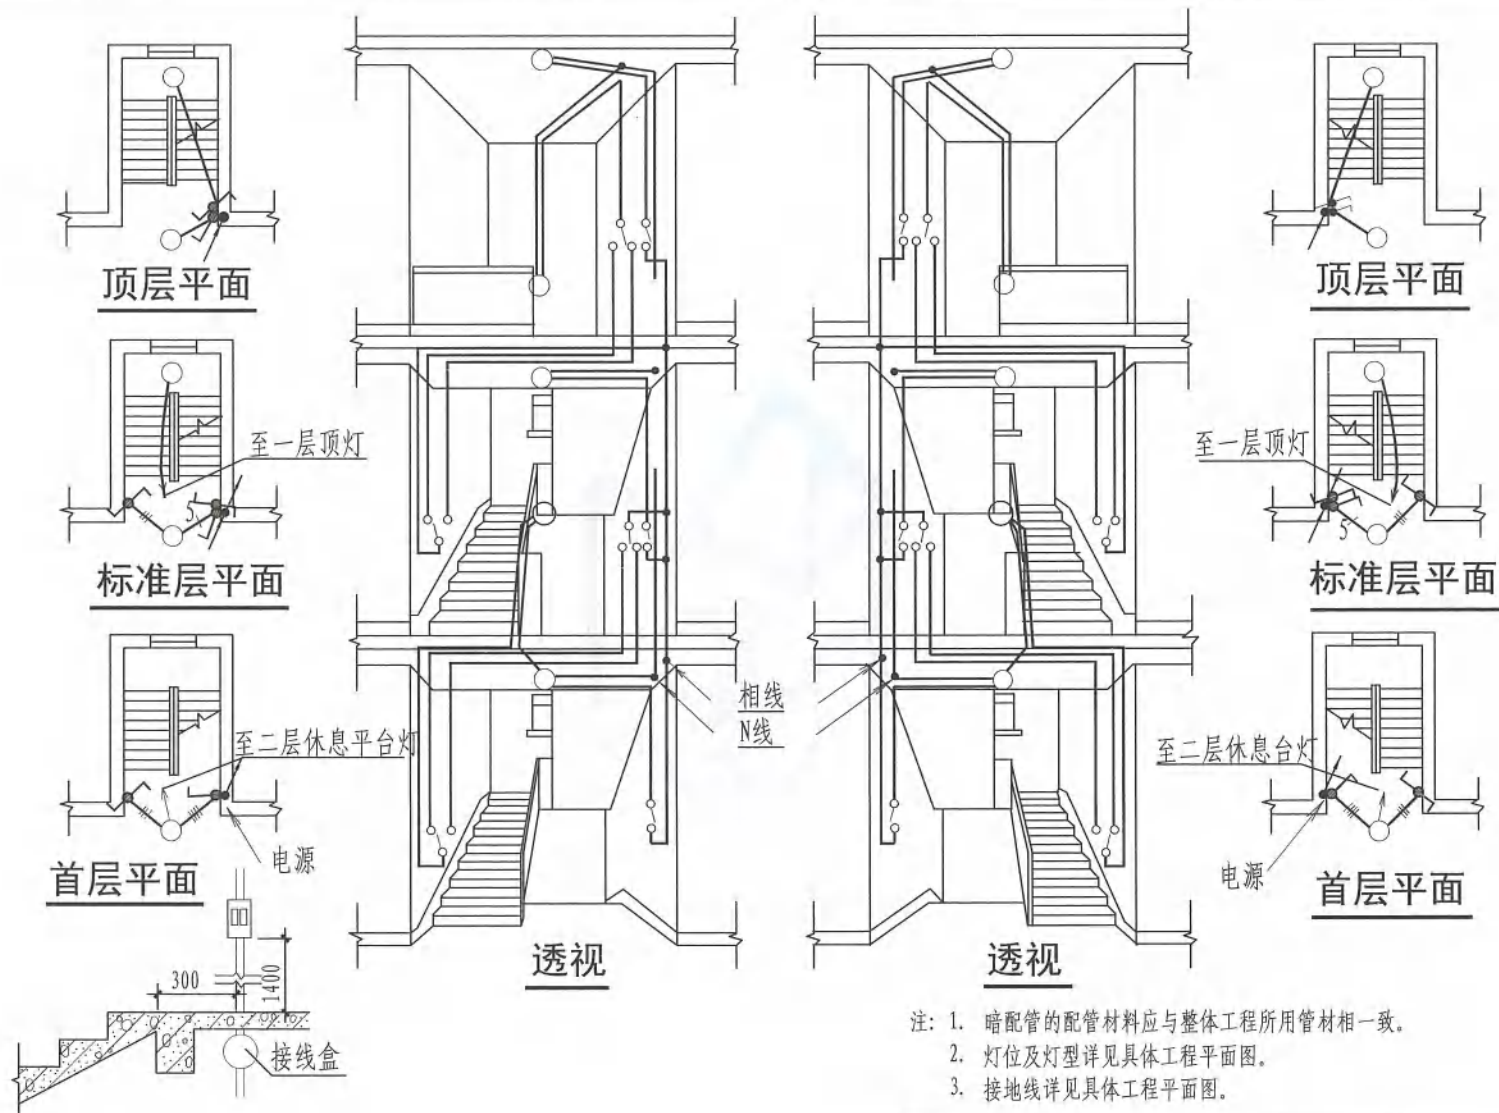 顶层平面
至一层顶灯
标准层平面
至二层休息平台灯
电源
首层平面
300
1400
接线盒
透视
相线
N线
透视
顶层平面
至一层顶灯
标准层平面
至二层休息台灯
电源
首层平面
5
5
注: 1. 暗配管的配管材料应与整体工程所用管材相一致。
2. 灯位及灯型详见具体工程平面图。
3. 接地线详见具体工程平面图。